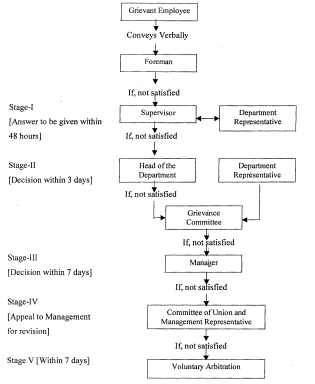 Grievant Employee
Conveys Verbally
Foreman
If, not satisfied
Stage-I
[Answer to be given within
48 hours]
Supervisor
Department
Representative
If, not satisfied
Stage-II
[Decision within 3 days]
Head of the
Department
Department
Representative
If, not satisfied
Grievance
Committee
If, not satisfied
Stage-III
[Decision within 7 days]
Manager
If, not satisfied
Stage-IV
[Appeal to Management
for revision]
Committee of Union and
Management Representative
If, not satisfied
Stage V [Within 7 days]
Voluntary Arbitration